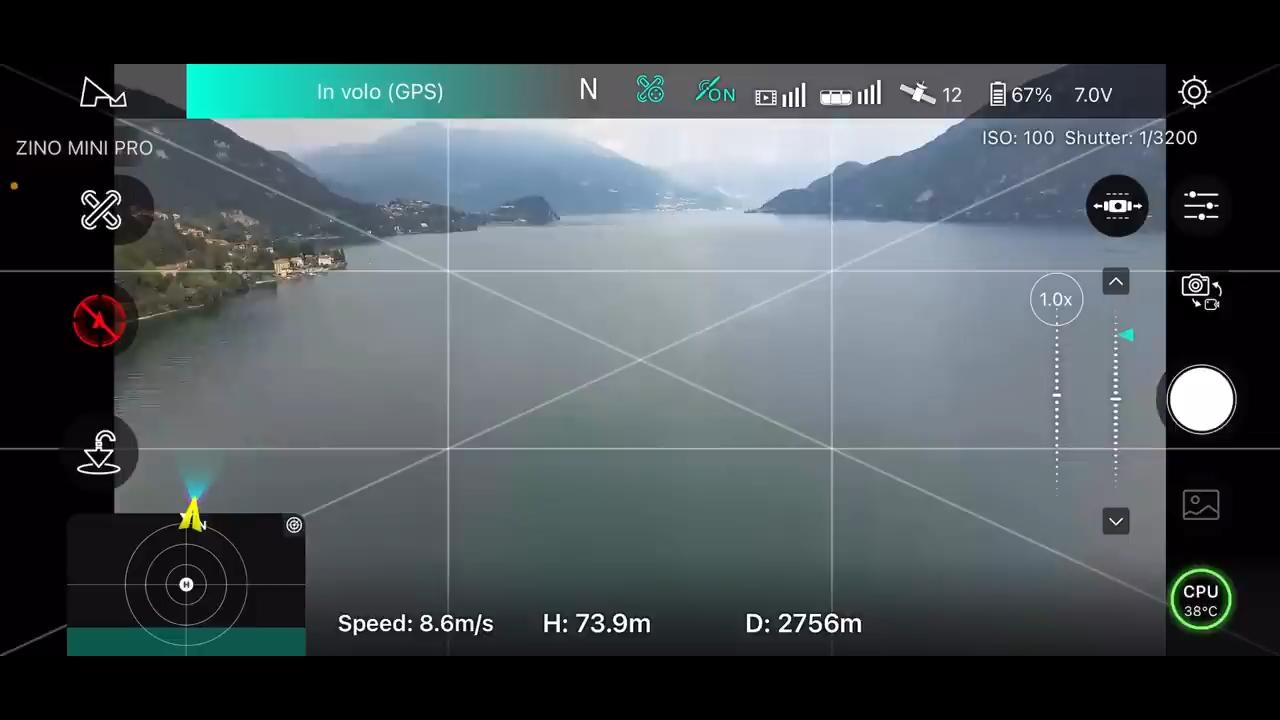 In volo (GPS) N ON 12 67% 7.0V
ISO: 100 Shutter: 1/3200
ZINO MINI PRO
1.0x
N
H
CPU
38°C
Speed: 8.6m/s H: 73.9m D: 2756m